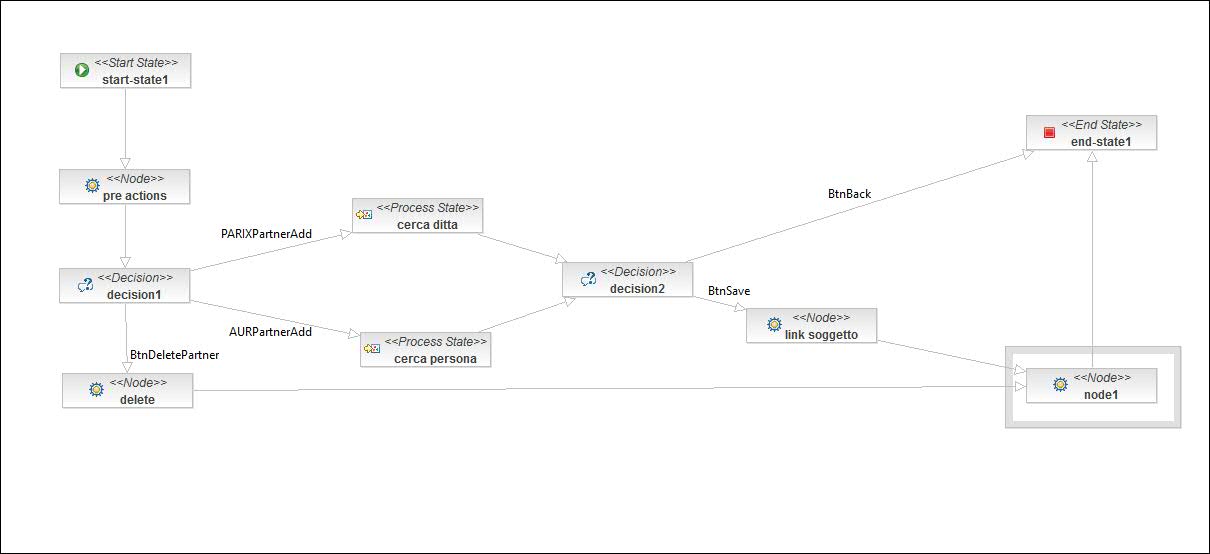 <<Start State>>
start-state1
<<End State>>
end-state1
<<Node>>
pre actions
BtnBack
<<Process State>>
cerca ditta
PARIXPartnerAdd
<<Decision>>
decision1
<<Decision>>
decision2
BtnSave
<<Node>>
link soggetto
AURPartnerAdd
<<Process State>>
cerca persona
BtnDeletePartner
<<Node>>
delete
<<Node>>
node1